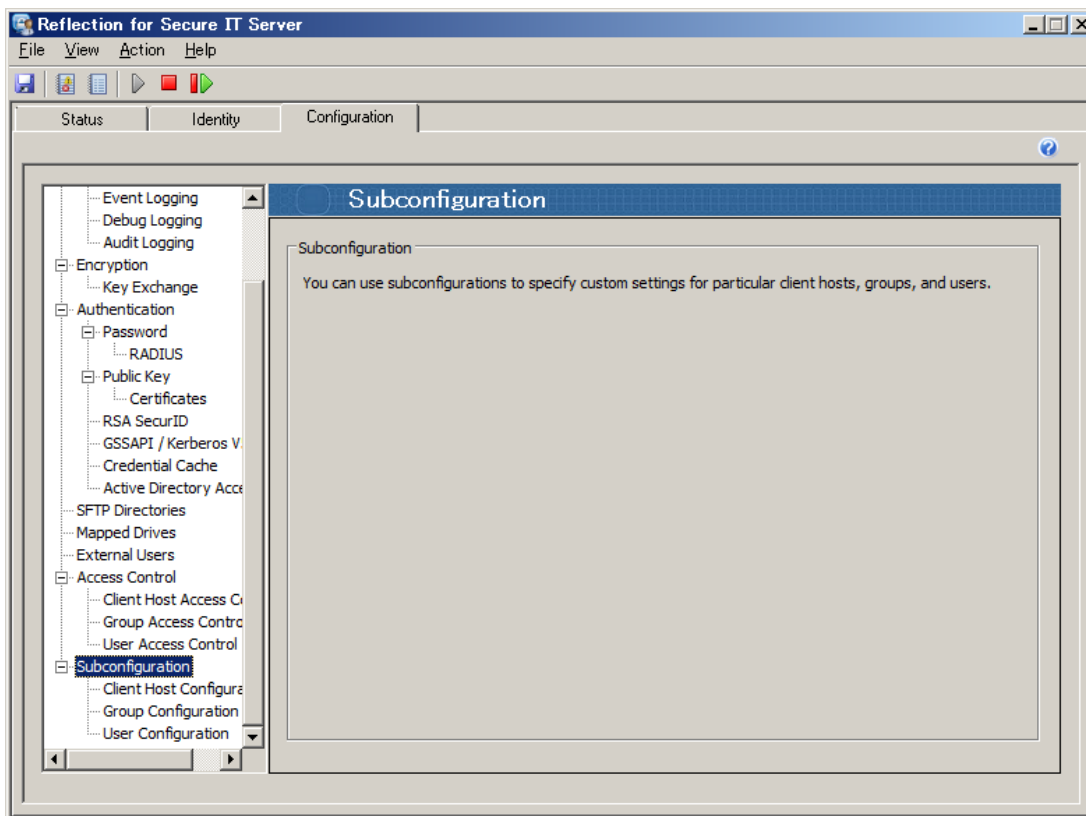 Reflection for Secure IT Server
File View Action Help
Status Identity Configuration
Event Logging
Debug Logging
Audit Logging
Encryption
Key Exchange
Authentication
Password
RADIUS
Public Key
Certificates
RSA SecurID
GSSAPI / Kerberos V
Credential Cache
Active Directory Acce
SFTP Directories
Mapped Drives
External Users
Access Control
Client Host Access C
Group Access Contro
User Access Control
Subconfiguration
Client Host Configura
Group Configuration
User Configuration
Subconfiguration
Subconfiguration
You can use subconfigurations to specify custom settings for particular client hosts, groups, and users.